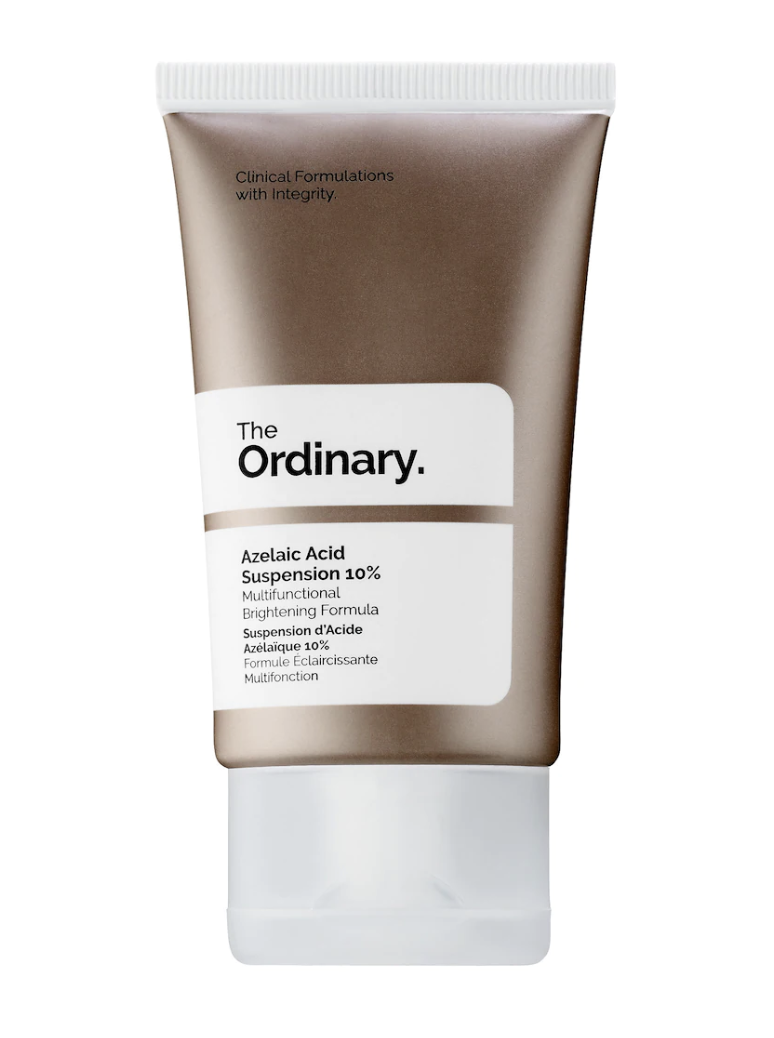 Clinical Formulations
with Integrity.
The
Ordinary.
Azelaic Acid
Suspension 10%
Multifunctional
Brightening Formula
Suspension d'Acide
Azélaïque 10%
Formule Éclaircissante
Multifonction